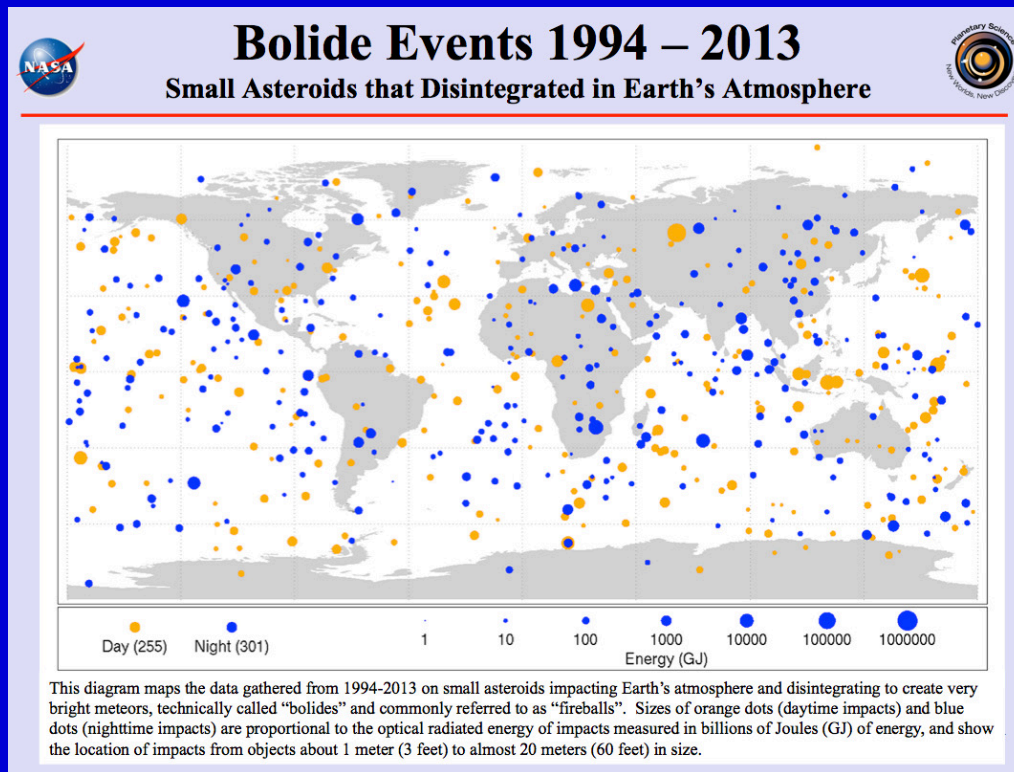 Bolide Events 1994 – 2013
Small Asteroids that Disintegrated in Earth's Atmosphere
NASA
Planetary Science
New Worlds, New
Day (255) Night (301)
1 10 100 1000 10000 100000 1000000
Energy (GJ)
This diagram maps the data gathered from 1994-2013 on small asteroids impacting Earth's atmosphere and disintegrating to create very
bright meteors, technically called “bolides” and commonly referred to as “fireballs”. Sizes of orange dots (daytime impacts) and blue
dots (nighttime impacts) are proportional to the optical radiated energy of impacts measured in billions of Joules (GJ) of energy, and show
the location of impacts from objects about 1 meter (3 feet) to almost 20 meters (60 feet) in size.